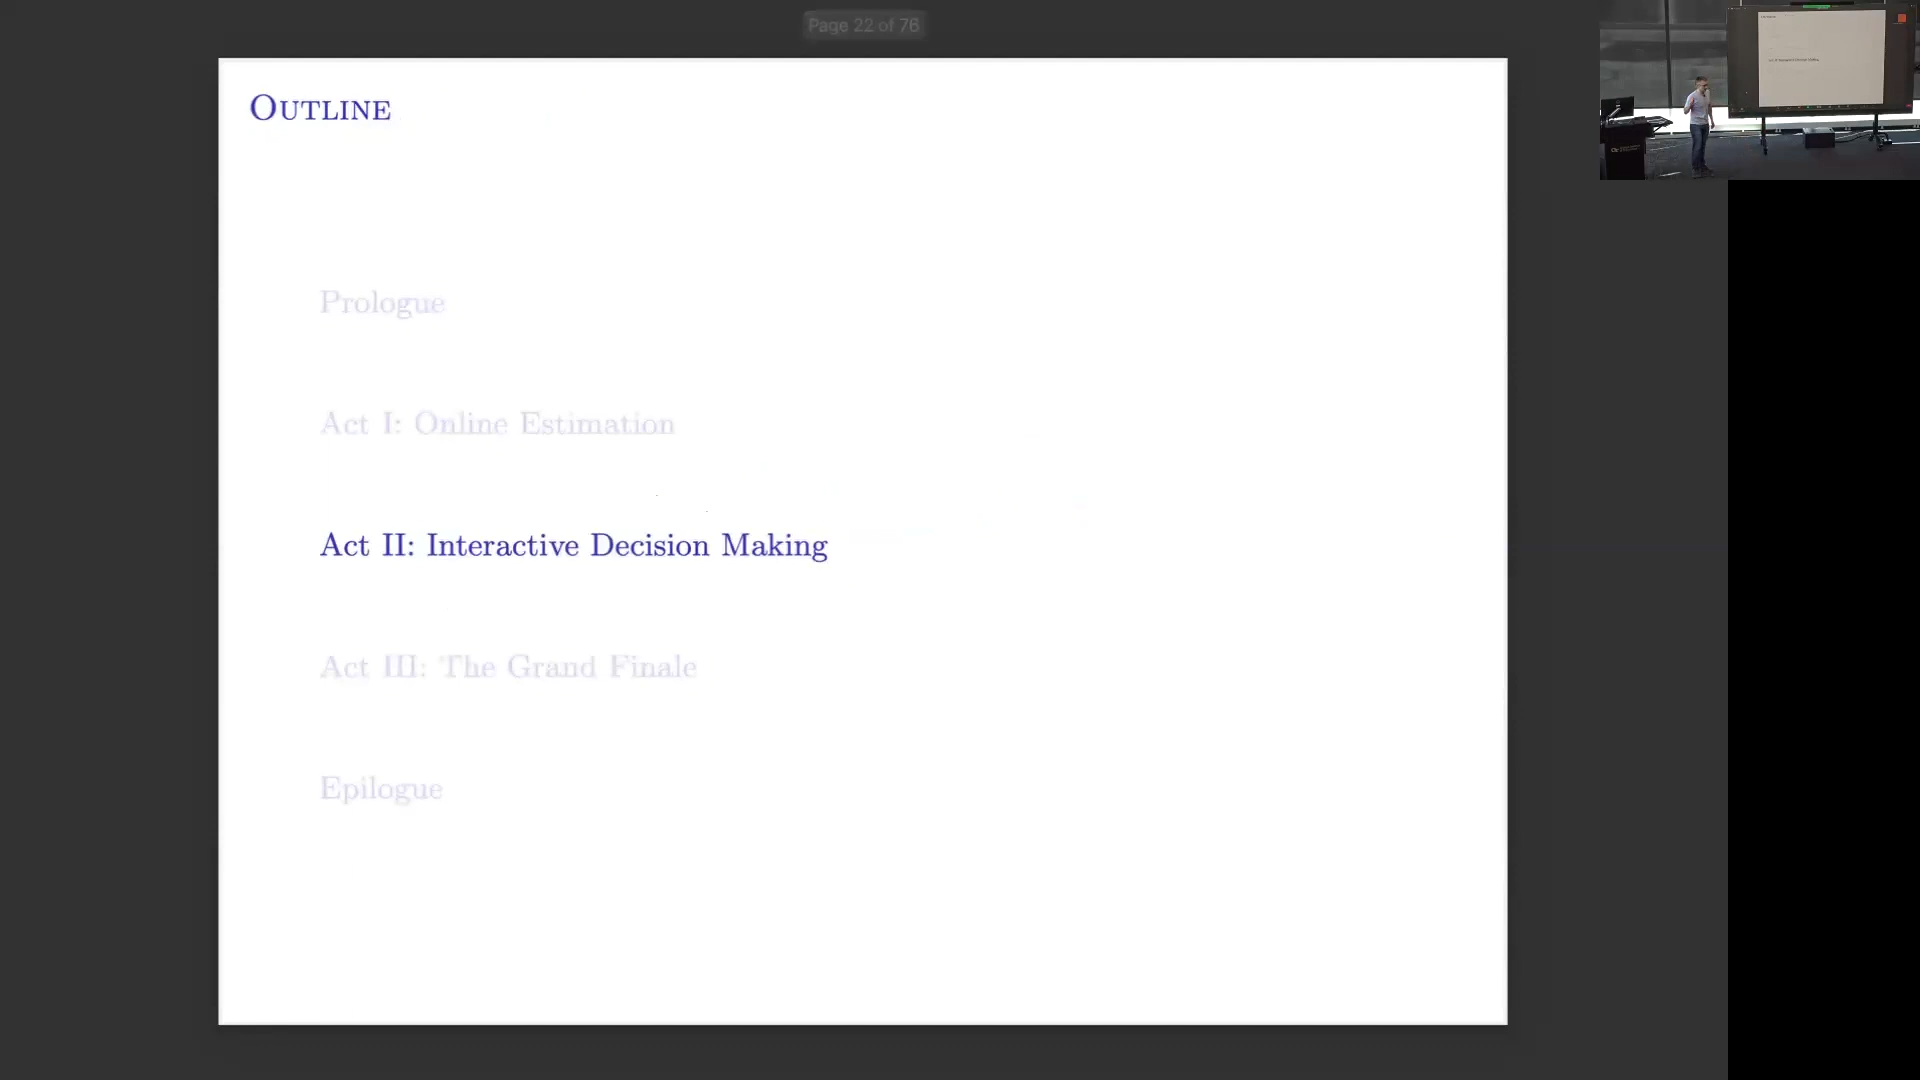 Page 22 of 76
Outline
Prologue
Act I: Online Estimation
Act II: Interactive Decision Making
Act III: The Grand Finale
Epilogue